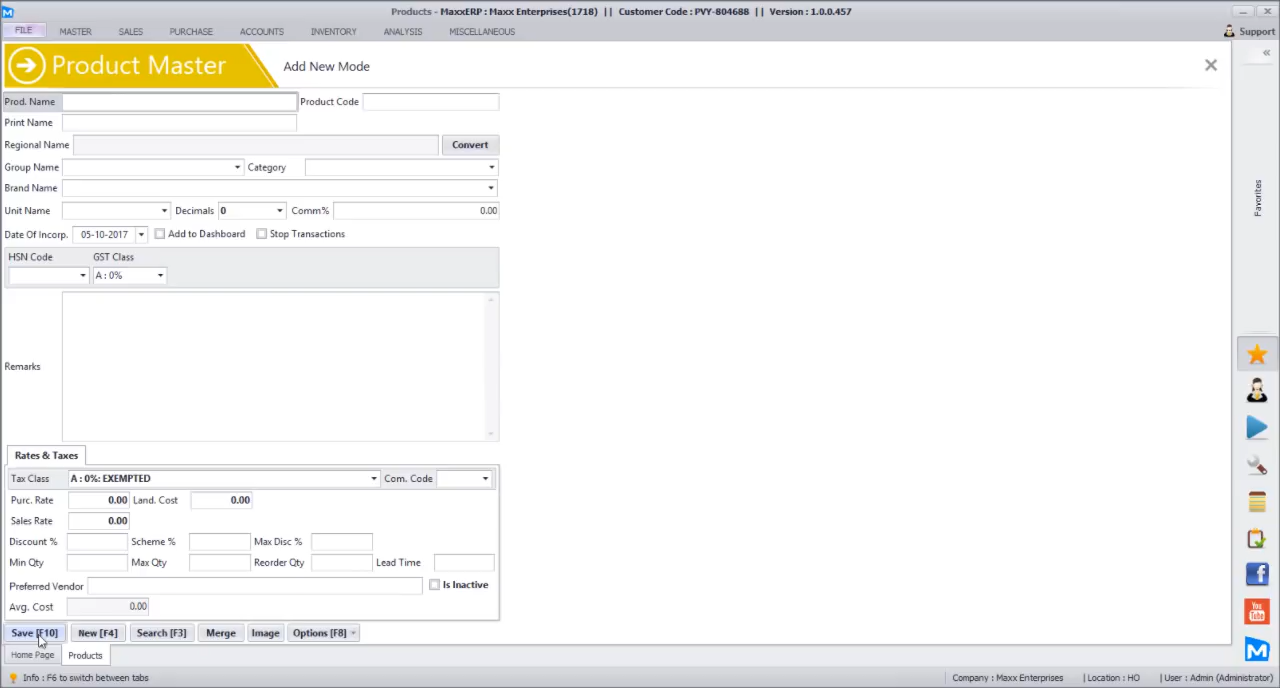 Products - MaxxERP : Maxx Enterprises(1718) || Customer Code : PVY-804688 || Version : 1.0.0.457
FILE MASTER SALES PURCHASE ACCOUNTS INVENTORY ANALYSIS MISCELLANEOUS Support
Product Master Add New Mode
Prod. Name Product Code
Print Name
Regional Name Convert
Group Name Category
Brand Name
Unit Name Decimals 0 Comm% 0.00
Date Of Incorp. 05-10-2017 Add to Dashboard Stop Transactions
HSN Code GST Class
A : 0%
Remarks
Rates & Taxes
Tax Class A : 0%: EXEMPTED Com. Code
Purc. Rate 0.00 Land. Cost 0.00
Sales Rate 0.00
Discount % Scheme % Max Disc %
Min Qty Max Qty Reorder Qty Lead Time
Preferred Vendor Is Inactive
Avg. Cost 0.00
Save [F10] New [F4] Search [F3] Merge Image Options [F8]
Home Page Products
Info : F6 to switch between tabs Company : Maxx Enterprises | Location : HO | User : Admin (Administrator)
Favorites
You
Tube